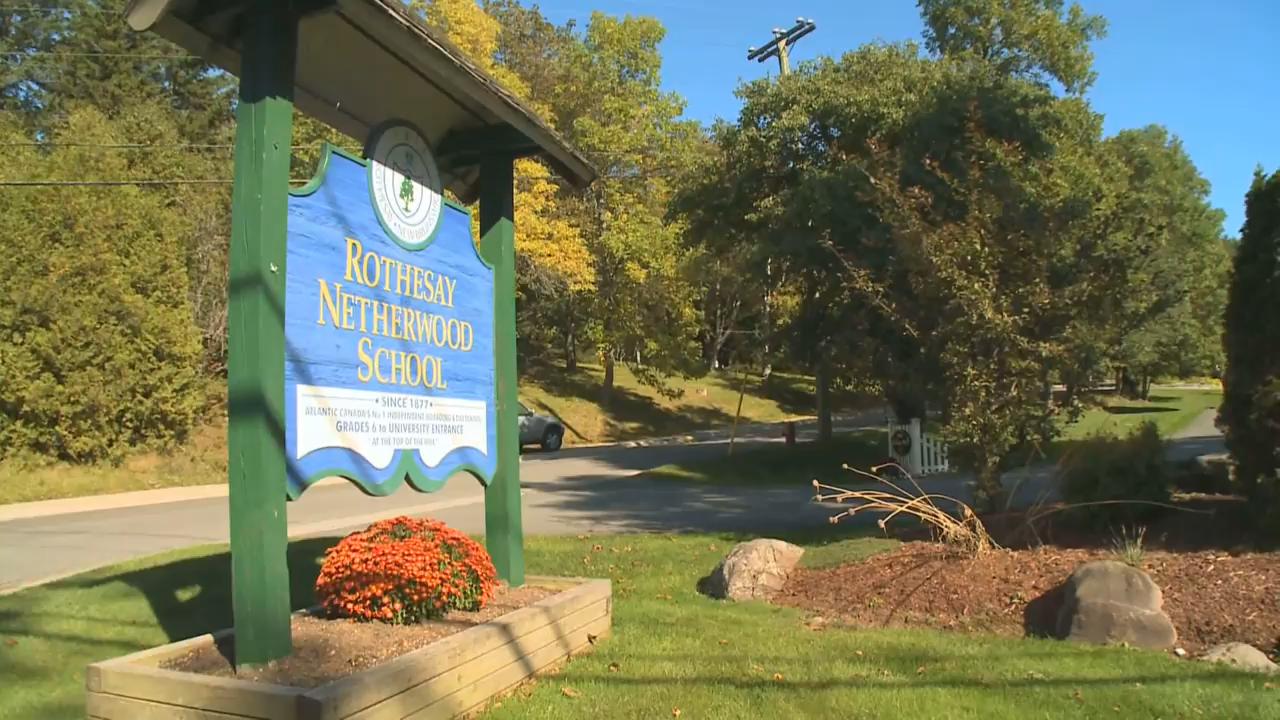 ROTHESAY
NETHERWOOD
SCHOOL
• SINCE 1877 •
ATLANTIC CANADA'S No 1 INDEPENDENT BOARDING & DAY SCHOOL
GRADES 6 to UNIVERSITY ENTRANCE
"AT THE TOP OF THE HILL"